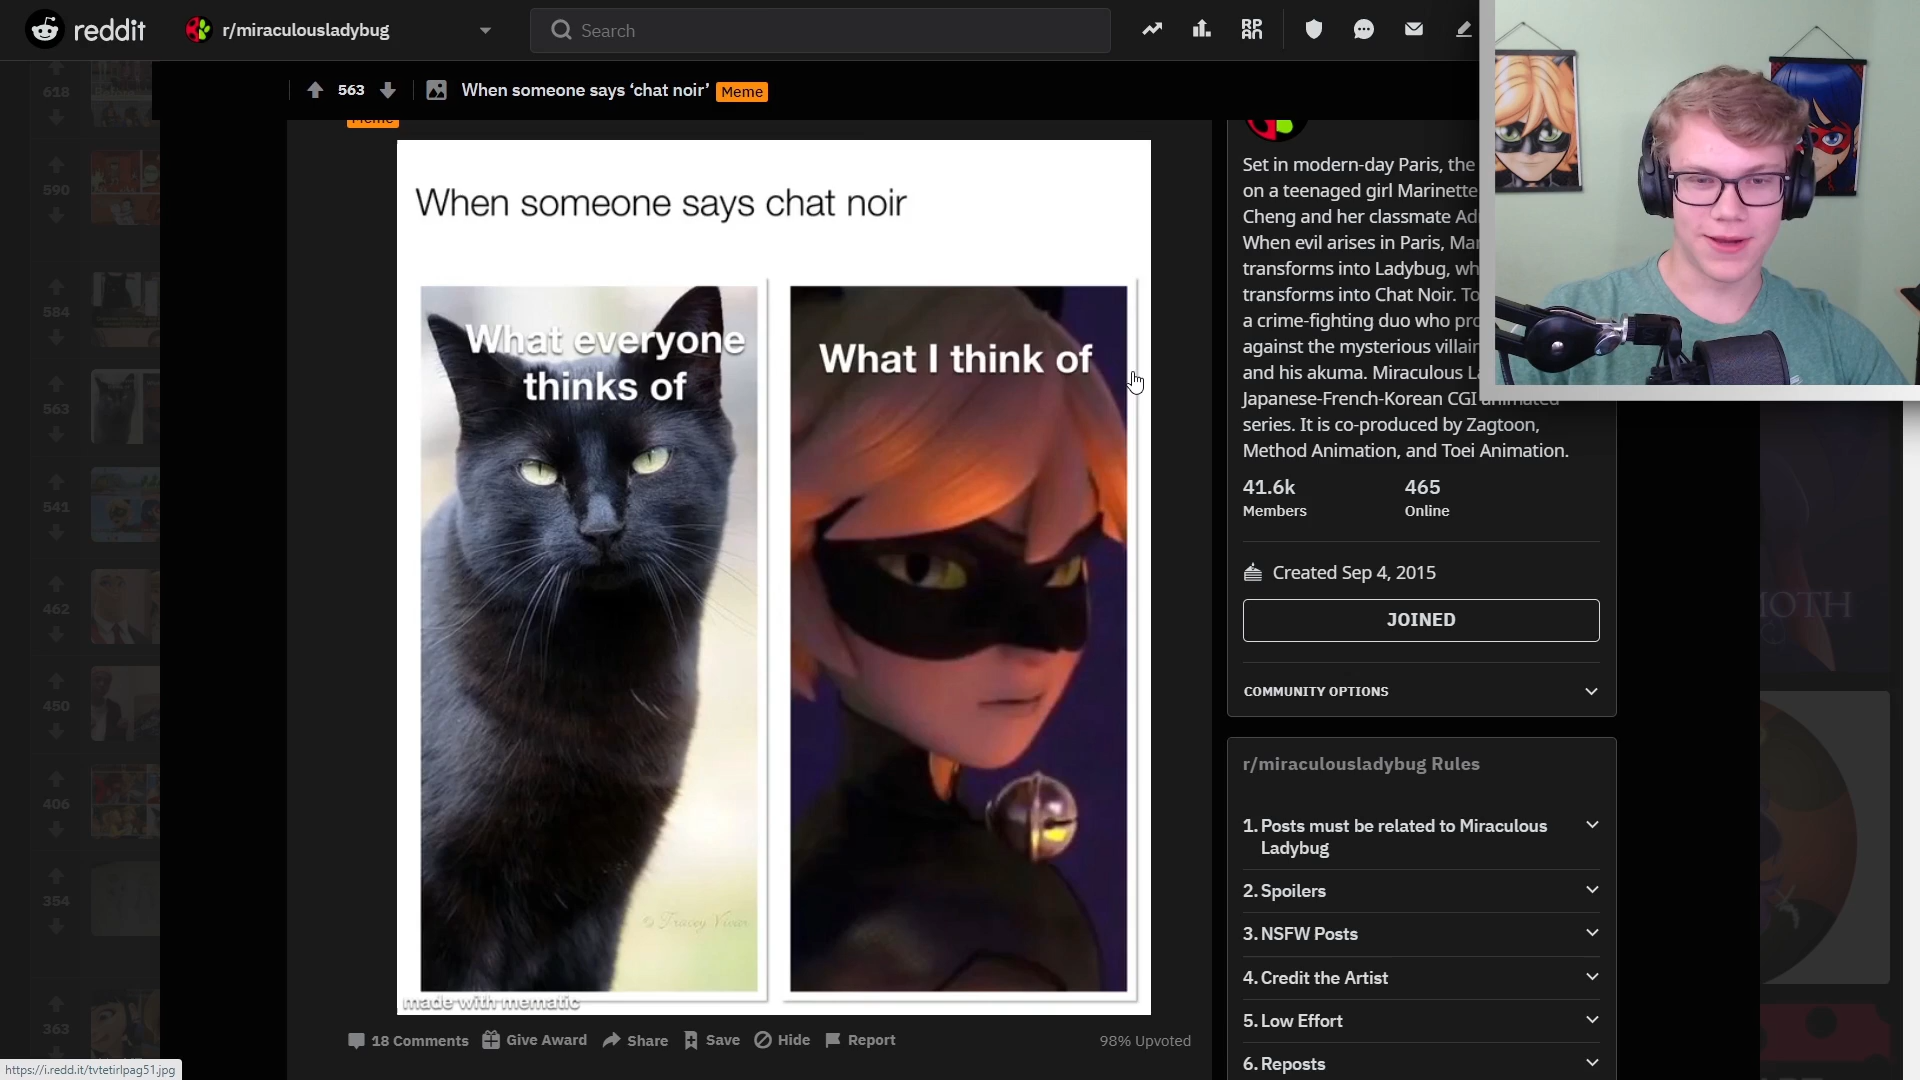 reddit
r/miraculousladybug
Search
563
When someone says ‘chat noir’
Meme
When someone says chat noir
What everyone
thinks of
What I think of
made with mematic
18 Comments
Give Award
Share
Save
Hide
Report
98% Upvoted
Set in modern-day Paris, the
on a teenaged girl Marinette
Cheng and her classmate
When evil arises in Paris,
transforms into Ladybug,
transforms into Chat Noir.
a crime-fighting duo who
against the mysterious
and his akuma. Miraculous
Japanese-French-Korean CGI animated
series. It is co-produced by Zagtoon,
Method Animation, and Toei Animation.
41.6k
Members
465
Online
Created Sep 4, 2015
JOINED
COMMUNITY OPTIONS
r/miraculousladybug Rules
1. Posts must be related to Miraculous
Ladybug
2. Spoilers
3. NSFW Posts
4. Credit the Artist
5. Low Effort
6. Reposts
618
590
584
563
541
462
450
406
354
363
https://i.redd.it/tvtetirlpag51.jpg